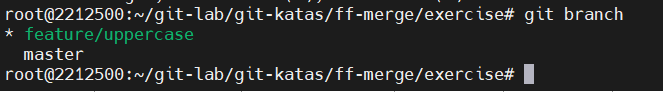 root@2212500:~/git-lab/git-katas/ff-merge/exercise# git branch
* feature/uppercase
  master
root@2212500:~/git-lab/git-katas/ff-merge/exercise#